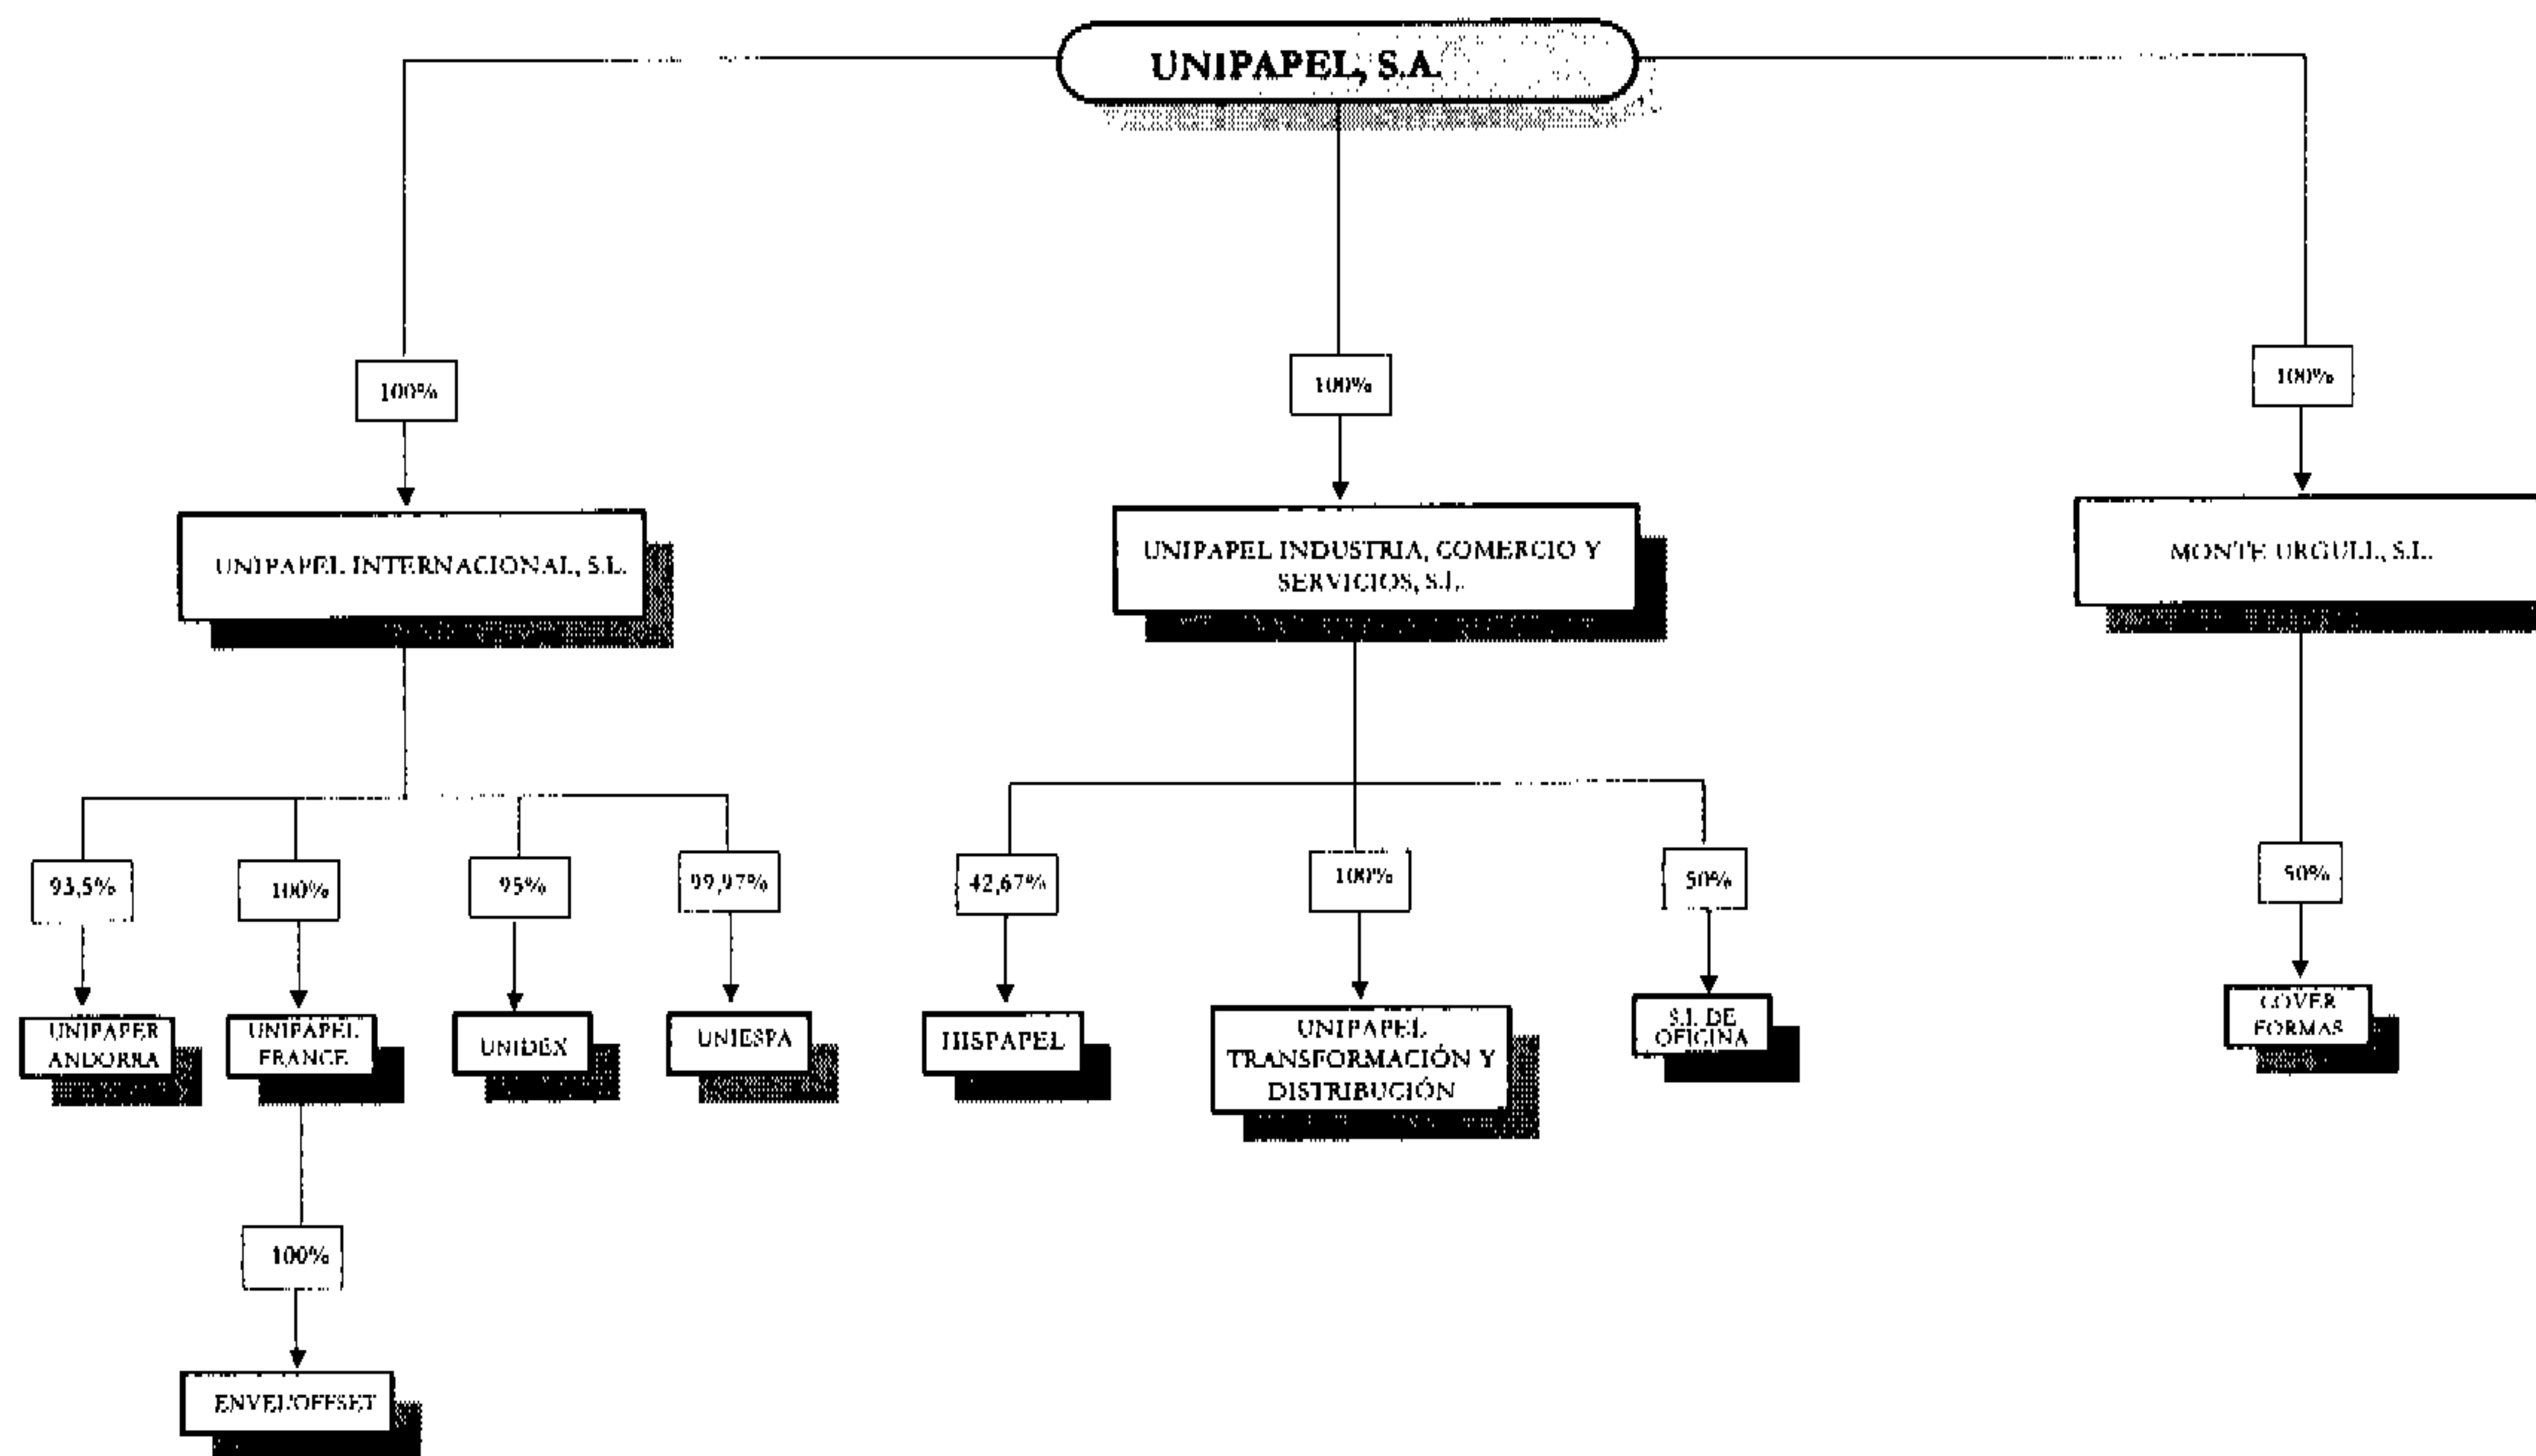 UNIPAPEL, S.A.
100%
100%
100%
UNIPAPEL INTERNACIONAL, S.L.
UNIPAPEL INDUSTRIA, COMERCIO Y
SERVICIOS, S.L.
MONTE URGULL, S.L.
93,5%
100%
95%
99,97%
42,67%
100%
50%
50%
UNIPAPER
ANDORRA
UNIPAPEL
FRANCE
UNIDEX
UNIESPA
HISPAPEL
UNIPAPEL
TRANSFORMACIÓN Y
DISTRIBUCIÓN
S.I. DE
OFICINA
COVER
FORMAS
100%
ENVEL'OFFSET